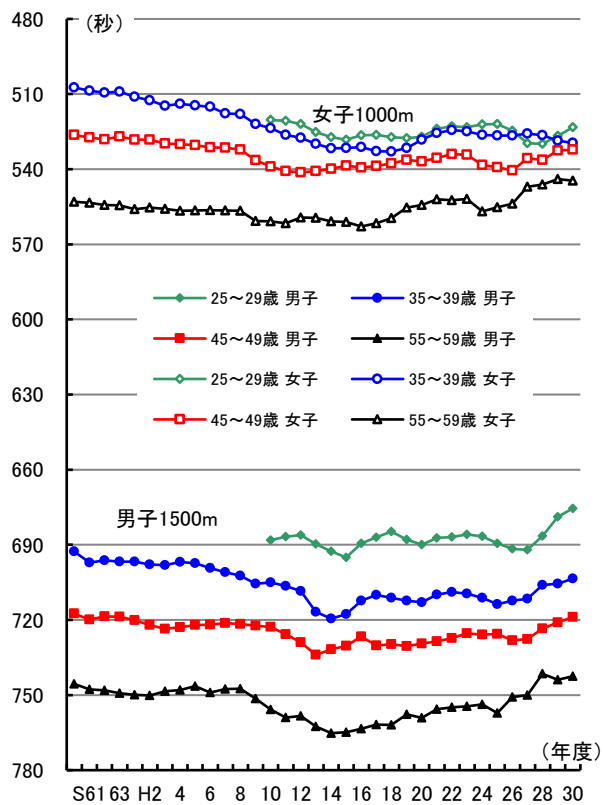 480
(秒)
510
女子1000m
540
570
600
25～29歳 男子
35～39歳 男子
45～49歳 男子
55～59歳 男子
25～29歳 女子
35～39歳 女子
45～49歳 女子
55～59歳 女子
630
660
男子1500m
690
720
750
(年度)
780
S61 63 H2 4 6 8 10 12 14 16 18 20 22 24 26 28 30